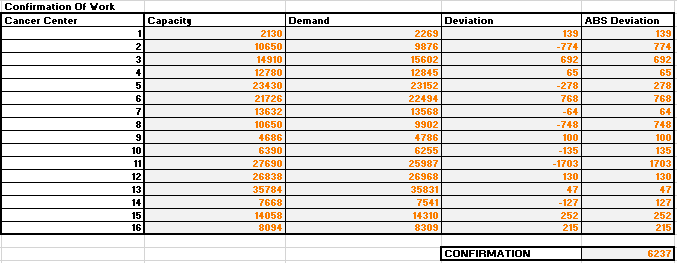 Confirmation Of Work
Cancer Center Capacity Demand Deviation ABS Deviation
1 2130 2269 139 139
2 10650 9876 -774 774
3 14910 15602 692 692
4 12780 12845 65 65
5 23430 23152 -278 278
6 21726 22494 768 768
7 13632 13568 -64 64
8 10650 9902 -748 748
9 4686 4786 100 100
10 6390 6255 -135 135
11 27690 25987 -1703 1703
12 26838 26968 130 130
13 35784 35831 47 47
14 7668 7541 -127 127
15 14058 14310 252 252
16 8094 8309 215 215
CONFIRMATION 6237